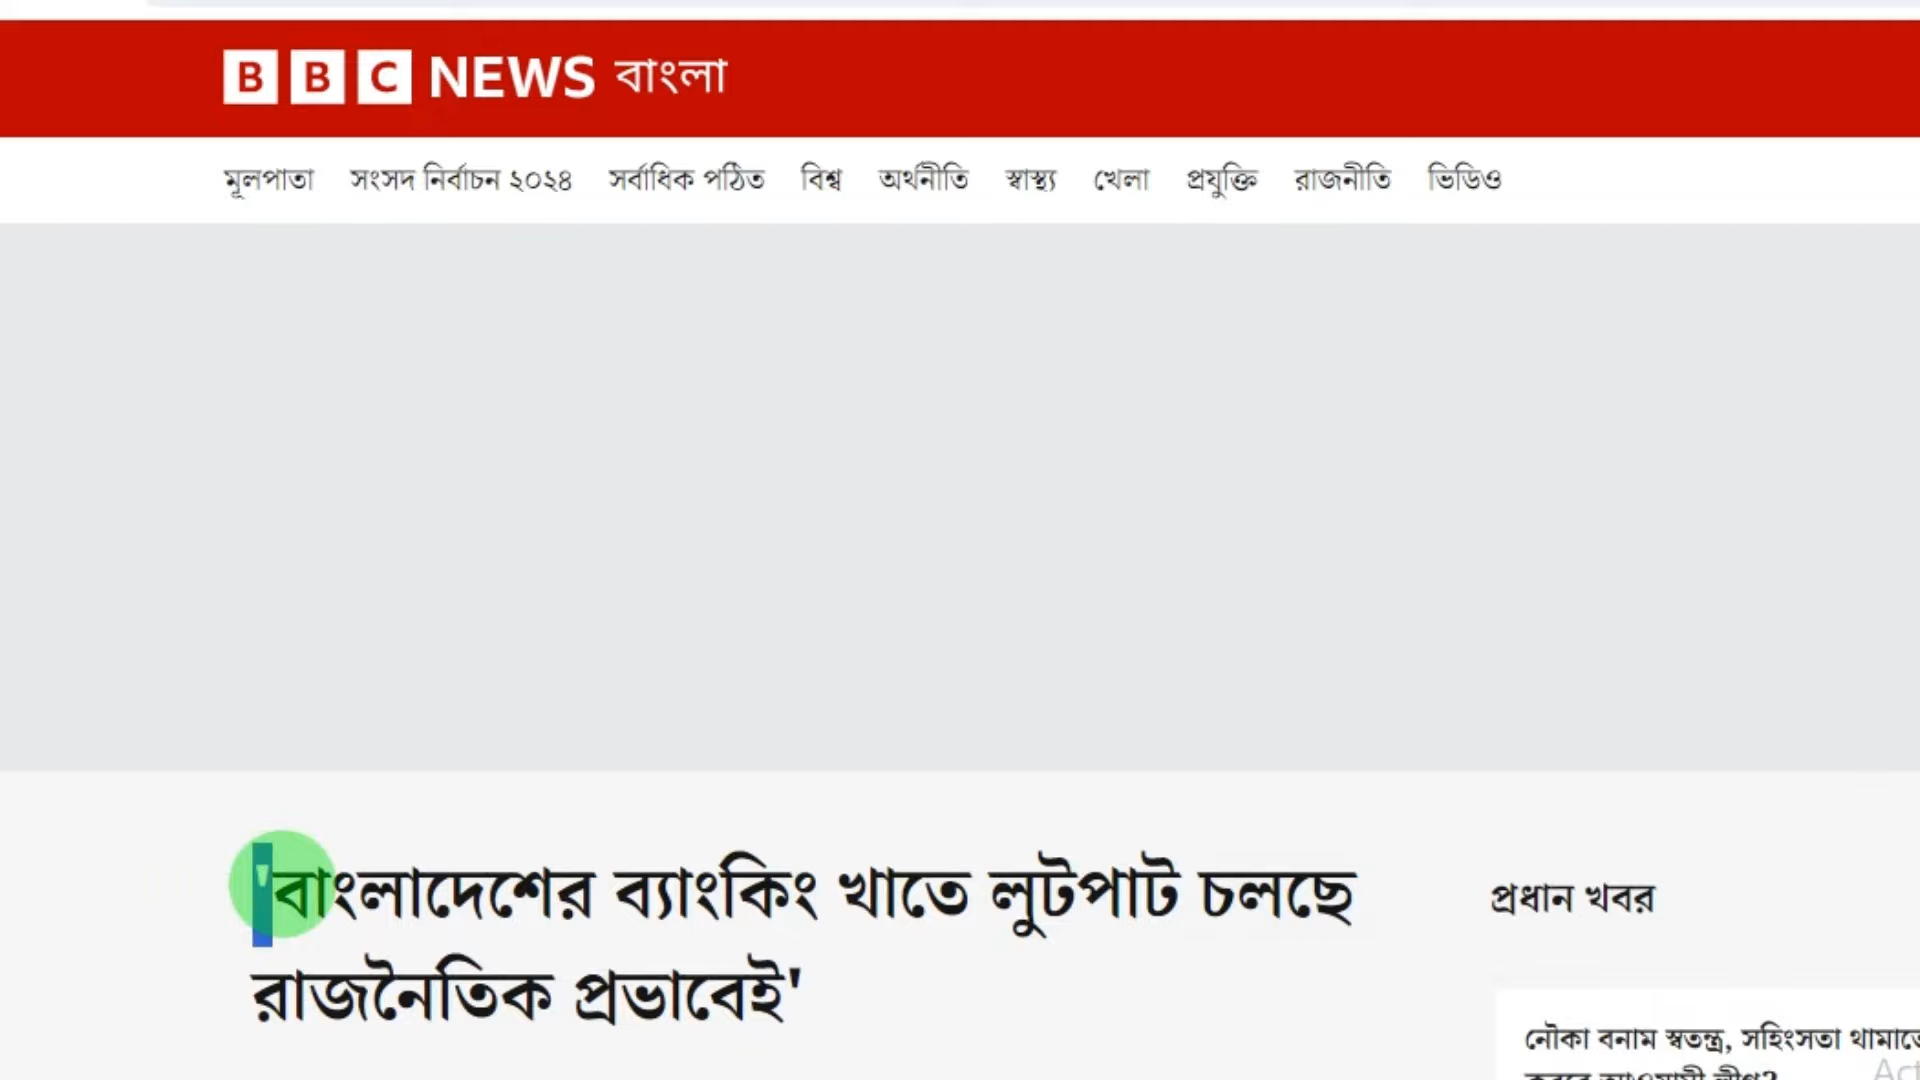 BBC NEWS বাংলা
মূলপাতা সংসদ নির্বাচন ২০২৪ সর্বাধিক পঠিত বিশ্ব অর্থনীতি স্বাস্থ্য খেলা প্রযুক্তি রাজনীতি ভিডিও
'বাংলাদেশের ব্যাংকিং খাতে লুটপাট চলছে
রাজনৈতিক প্রভাবেই'
প্রধান খবর
নৌকা বনাম স্বতন্ত্র, সহিংসতা থামাতে